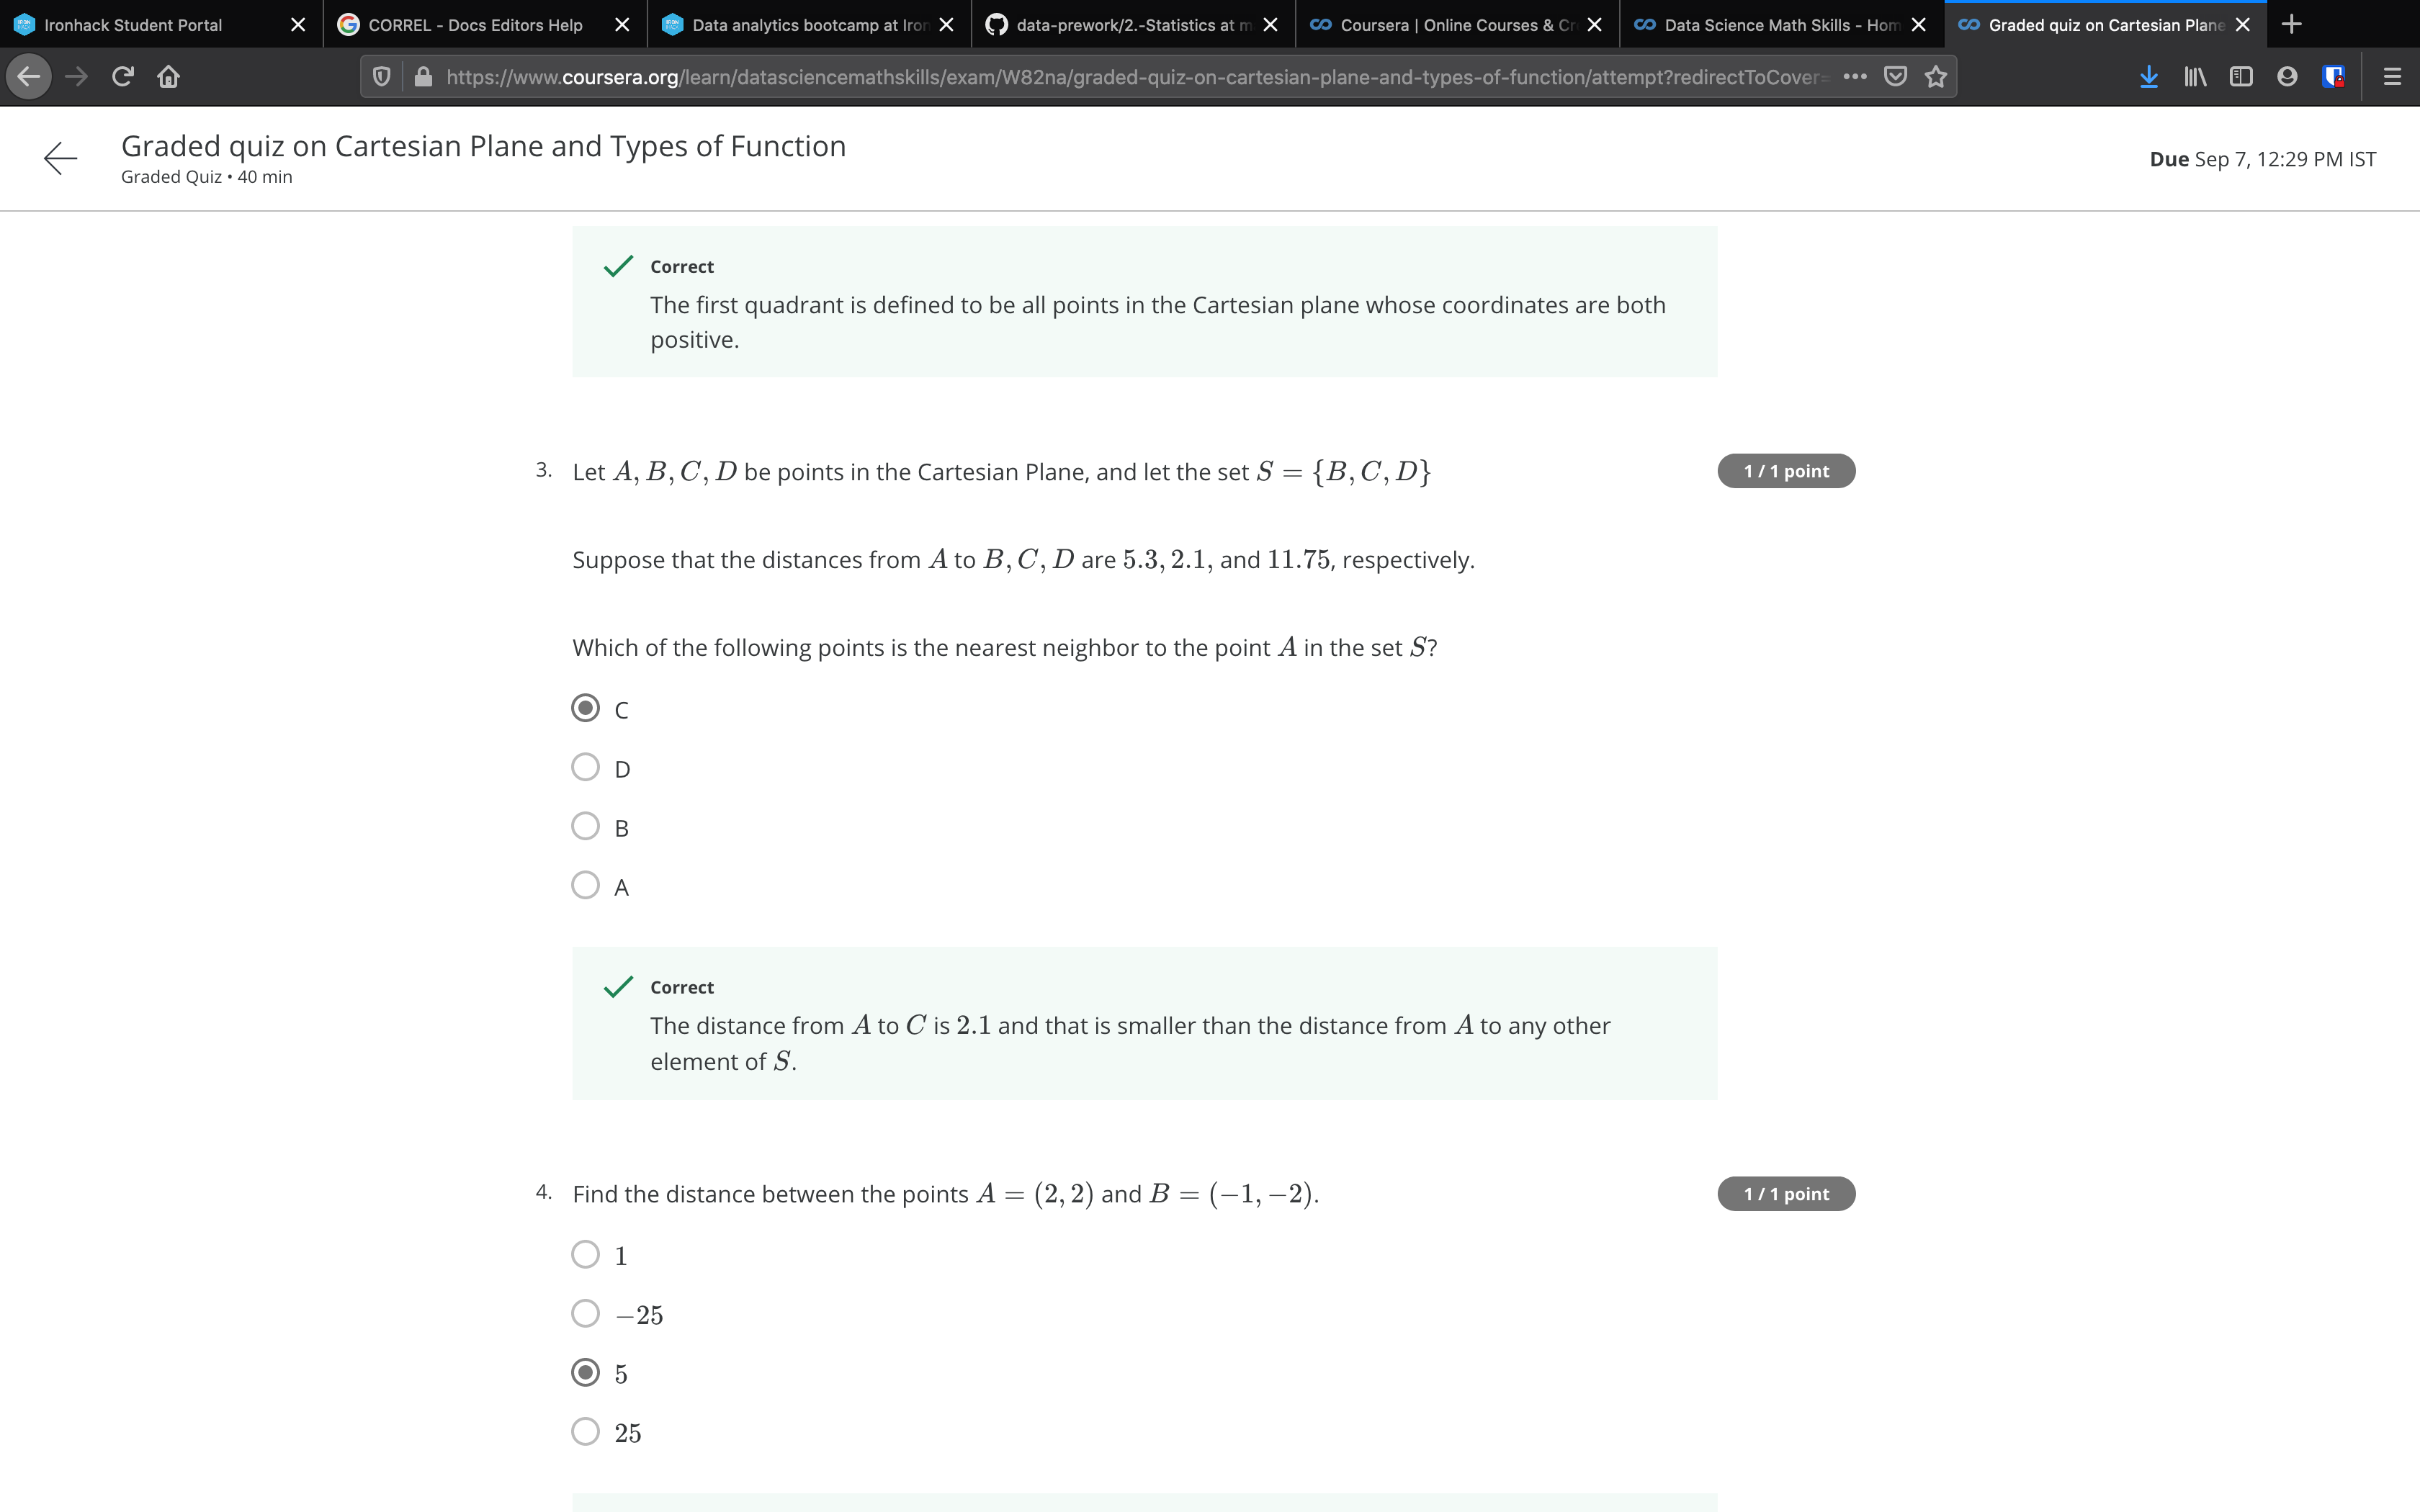 Ironhack Student Portal
CORREL - Docs Editors Help
Data analytics bootcamp at Iron
data-prework/2.-Statistics at m
Coursera | Online Courses & Cr
Data Science Math Skills - Hom
Graded quiz on Cartesian Plane
https://www.coursera.org/learn/datasciencemathskills/exam/W82na/graded-quiz-on-cartesian-plane-and-types-of-function/attempt?redirectToCover=
Graded quiz on Cartesian Plane and Types of Function
Graded Quiz • 40 min
Due Sep 7, 12:29 PM IST
Correct
The first quadrant is defined to be all points in the Cartesian plane whose coordinates are both
positive.
3. Let A, B, C, D be points in the Cartesian Plane, and let the set S = {B, C, D}
1 / 1 point
Suppose that the distances from A to B, C, D are 5.3, 2.1, and 11.75, respectively.
Which of the following points is the nearest neighbor to the point A in the set S?
C
D
B
A
Correct
The distance from A to C is 2.1 and that is smaller than the distance from A to any other
element of S.
4. Find the distance between the points A = (2, 2) and B = (−1, −2).
1 / 1 point
1
−25
5
25